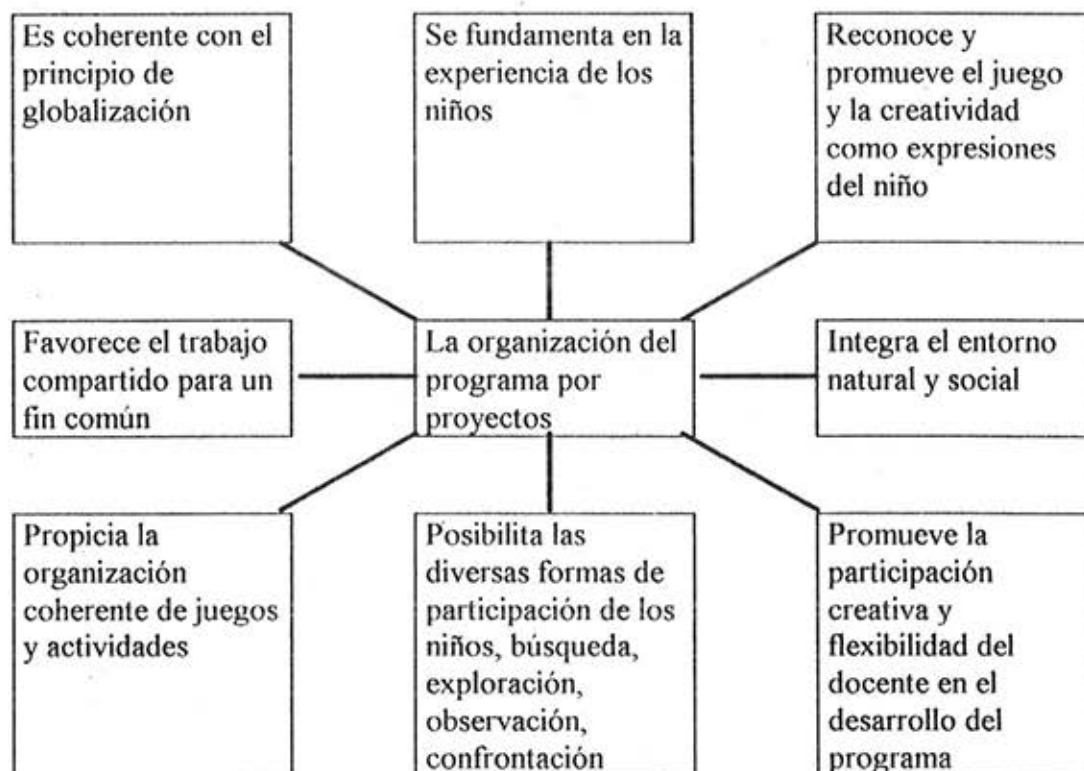 Es coherente con el
principio de
globalización
Se fundamenta en la
experiencia de los
niños
Reconoce y
promueve el juego
y la creatividad
como expresiones
del niño
Favorece el trabajo
compartido para un
fin común
La organización del
programa por
proyectos
Integra el entorno
natural y social
Propicia la
organización
coherente de juegos
y actividades
Posibilita las
diversas formas de
participación de los
niños, búsqueda,
exploración,
observación,
confrontación
Promueve la
participación
creativa y
flexibilidad del
docente en el
desarrollo del
programa